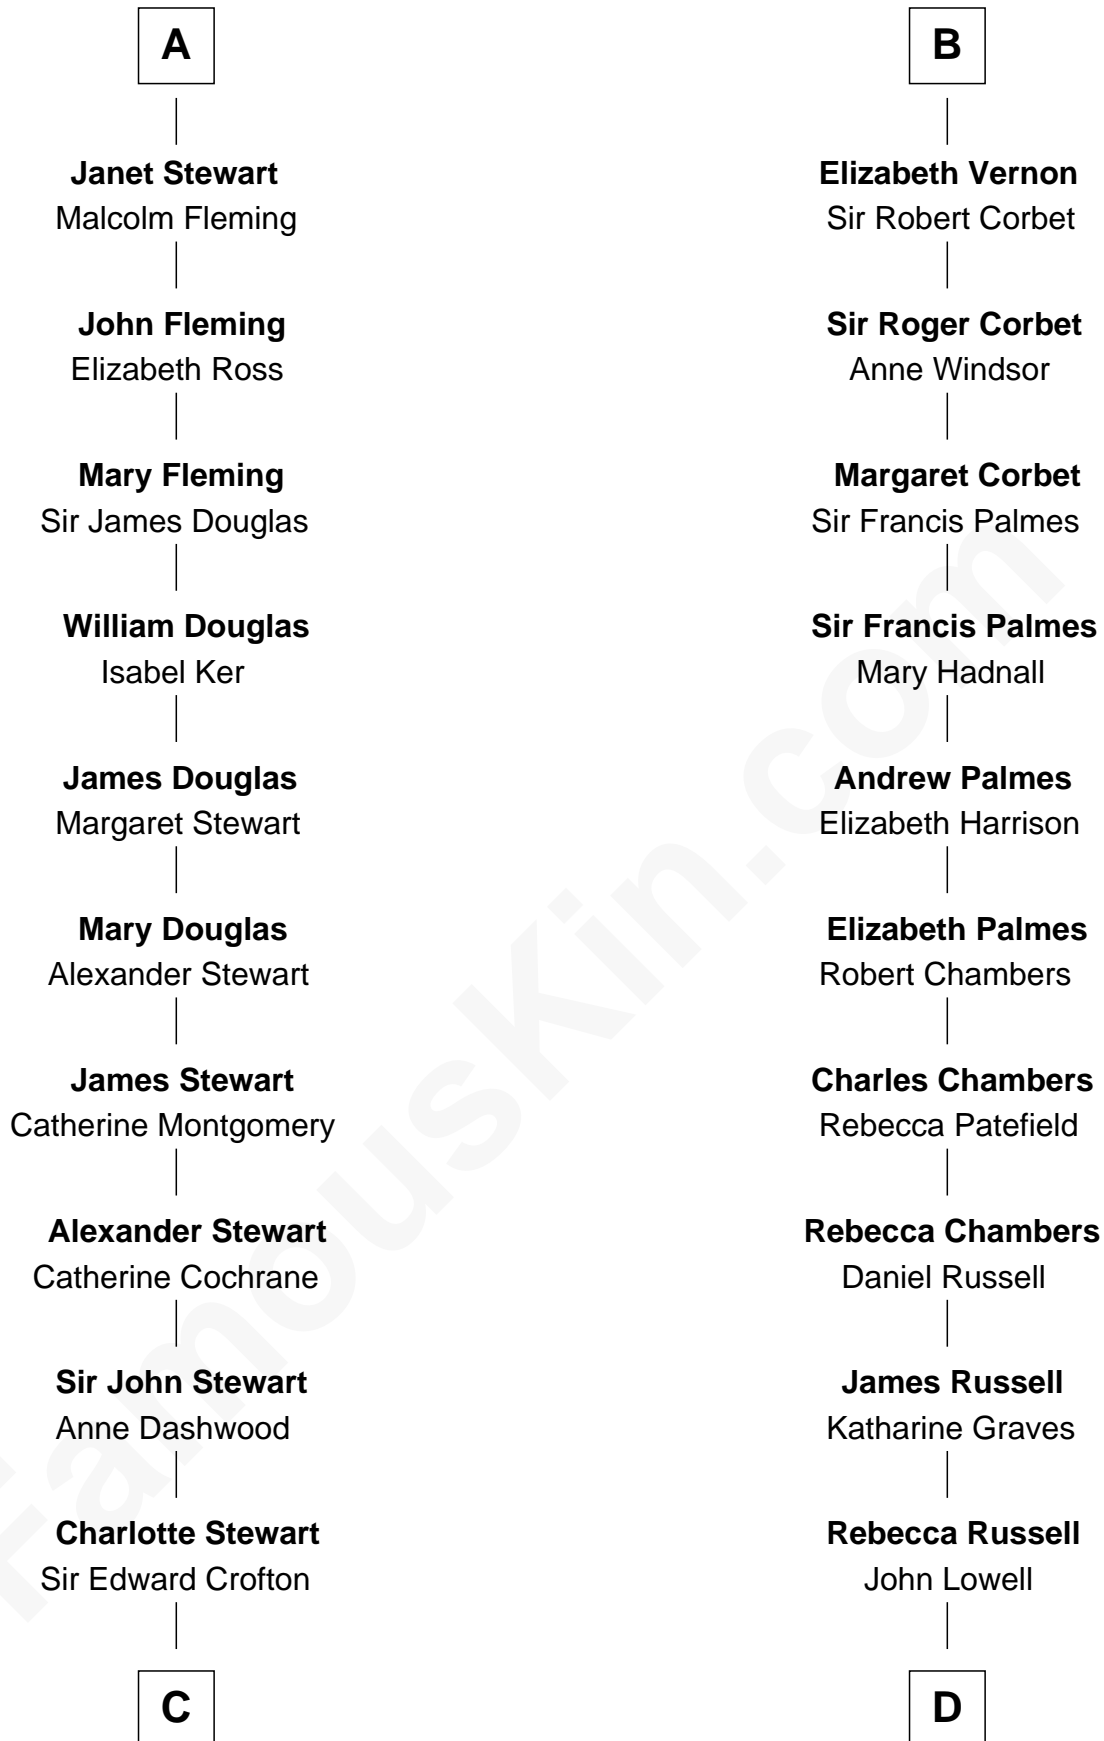 A
Janet Stewart
Malcolm Fleming
John Fleming
Elizabeth Ross
Mary Fleming
Sir James Douglas
William Douglas
Isabel Ker
James Douglas
Margaret Stewart
Mary Douglas
Alexander Stewart
James Stewart
Catherine Montgomery
Alexander Stewart
Catherine Cochrane
Sir John Stewart
Anne Dashwood
Charlotte Stewart
Sir Edward Crofton
C
B
Elizabeth Vernon
Sir Robert Corbet
Sir Roger Corbet
Anne Windsor
Margaret Corbet
Sir Francis Palmes
Sir Francis Palmes
Mary Hadnall
Andrew Palmes
Elizabeth Harrison
Elizabeth Palmes
Robert Chambers
Charles Chambers
Rebecca Patefield
Rebecca Chambers
Daniel Russell
James Russell
Katharine Graves
Rebecca Russell
John Lowell
D
FamousKin.com